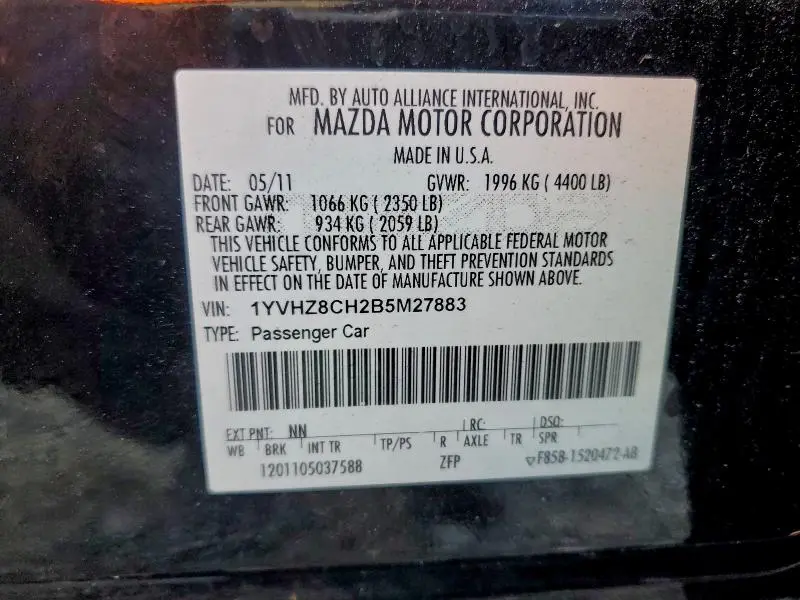 MFD. BY AUTO ALLIANCE INTERNATIONAL, INC.
FOR MAZDA MOTOR CORPORATION
MADE IN U.S.A.
DATE: 05/11 GVWR: 1996 KG ( 4400 LB)
FRONT GAWR: 1066 KG ( 2350 LB)
REAR GAWR: 934 KG ( 2059 LB)
THIS VEHICLE CONFORMS TO ALL APPLICABLE FEDERAL MOTOR
VEHICLE SAFETY, BUMPER, AND THEFT PREVENTION STANDARDS
IN EFFECT ON THE DATE OF MANUFACTURE SHOWN ABOVE.
VIN: 1YVHZ8CH2B5M27883
TYPE: Passenger Car
EXT PNT: NN RC: DSO:
WB BRK INT TR TP/PS R AXLE TR SPR
1201105037588 ZFP F85B-1520472-AB